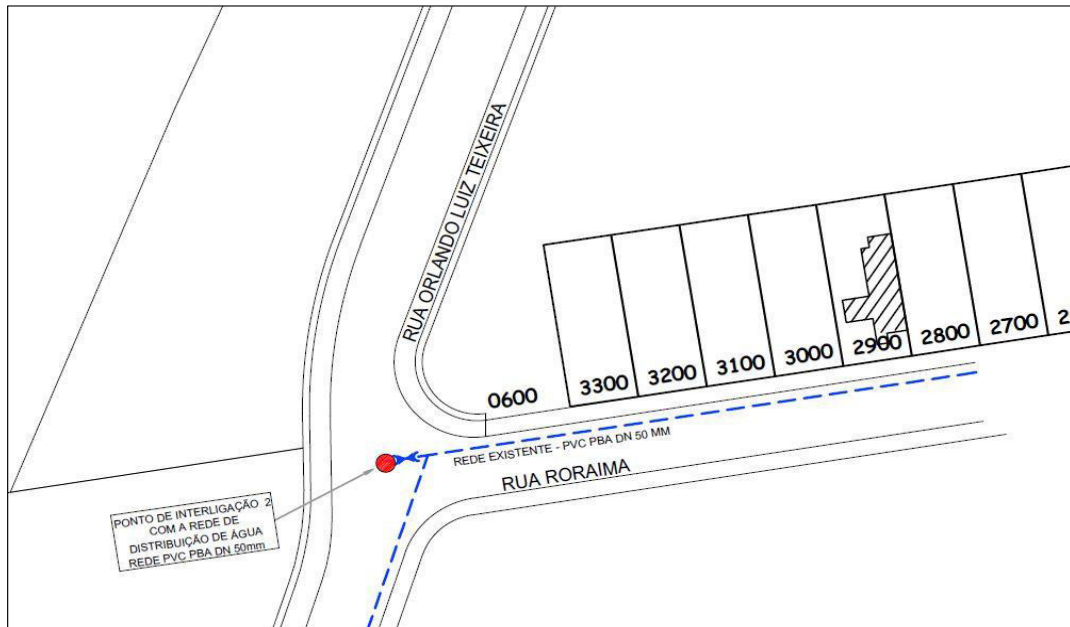 RUA ORLANDO LUIZ TEIXEIRA
0600
3300
3200
3100
3000
2900
2800
2700
2
REDE EXISTENTE - PVC PBA DN 50 MM
RUA RORAIMA
PONTO DE INTERLIGAÇÃO 2
COM A REDE DE
DISTRIBUIÇÃO DE ÁGUA
REDE PVC PBA DN 50mm